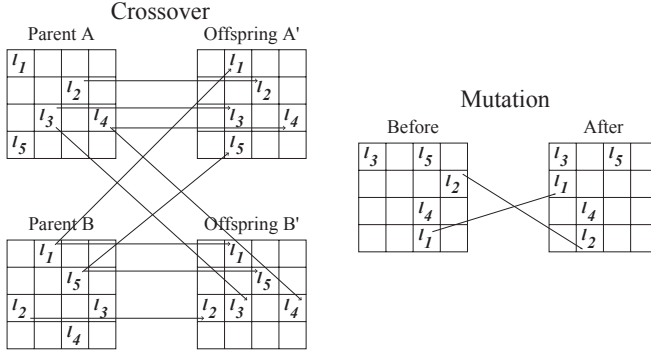 Crossover
Parent A
Offspring A'
l1
l2
l3
l4
l5
l1
l2
l3
l4
l5
Parent B
Offspring B'
l1
l5
l2
l3
l4
l1
l5
l2
l3
l4
Mutation
Before
After
l3
l5
l2
l4
l1
l3
l5
l1
l4
l2